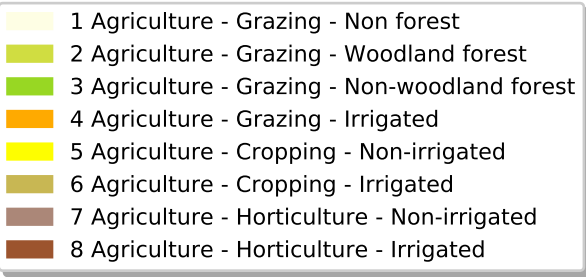 1 Agriculture - Grazing - Non forest
2 Agriculture - Grazing - Woodland forest
3 Agriculture - Grazing - Non-woodland forest
4 Agriculture - Grazing - Irrigated
5 Agriculture - Cropping - Non-irrigated
6 Agriculture - Cropping - Irrigated
7 Agriculture - Horticulture - Non-irrigated
8 Agriculture - Horticulture - Irrigated